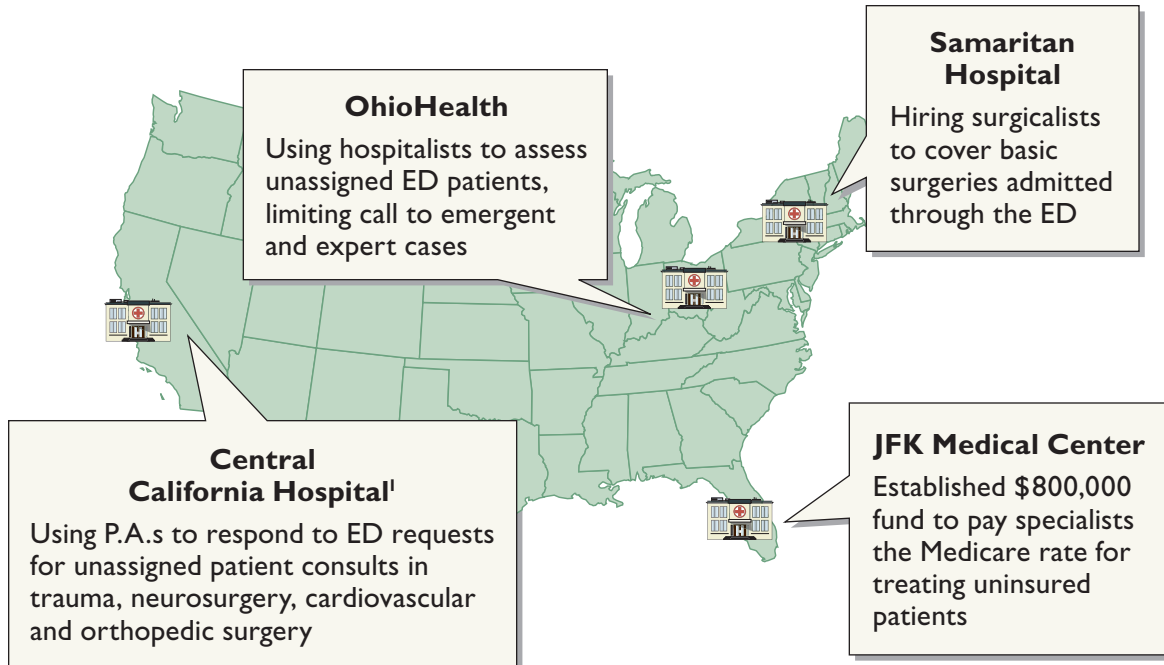 OhioHealth
Using hospitalists to assess
unassigned ED patients,
limiting call to emergent
and expert cases
Samaritan
Hospital
Hiring surgicalists
to cover basic
surgeries admitted
through the ED
Central
California Hospital¹
Using P.A.s to respond to ED requests
for unassigned patient consults in
trauma, neurosurgery, cardiovascular
and orthopedic surgery
JFK Medical Center
Established $800,000
fund to pay specialists
the Medicare rate for
treating uninsured
patients
H
H
H
H